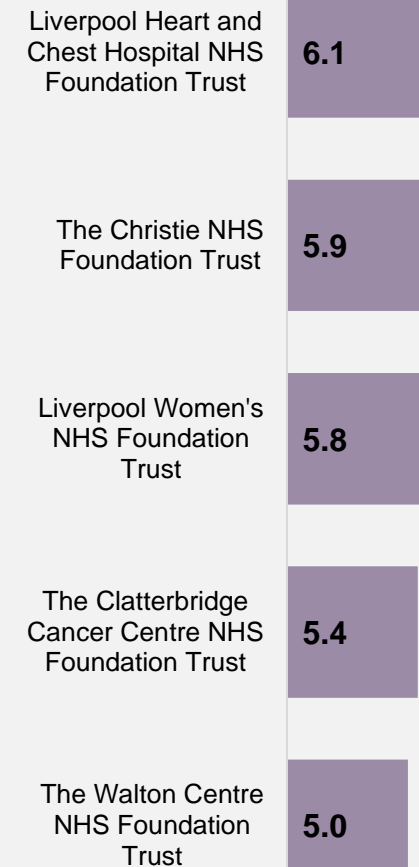 Liverpool Heart and
Chest Hospital NHS
Foundation Trust
6.1
The Christie NHS
Foundation Trust
5.9
Liverpool Women's
NHS Foundation
Trust
5.8
The Clatterbridge
Cancer Centre NHS
Foundation Trust
5.4
The Walton Centre
NHS Foundation
Trust
5.0